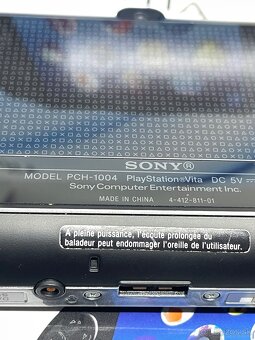 SONY
MODEL PCH-1004 PlayStation®Vita DC 5V
Sony Computer Entertainment Inc.
MADE IN CHINA 4-412-811-01
A pleine puissance, l'écoute prolongée du
baladeur peut endommager l'oreille de l'utilisateur.